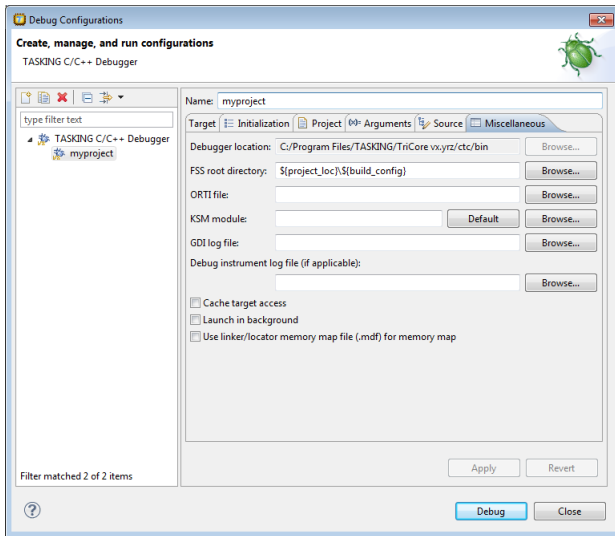 Debug Configurations
Create, manage, and run configurations
TASKING C/C++ Debugger
type filter text
TASKING C/C++ Debugger
myproject
Filter matched 2 of 2 items
Name: myproject
Target Initialization Project (x)= Arguments Source Miscellaneous
Debugger location: C:/Program Files/TASKING/TriCore vx.yrz/ctc/bin Browse...
FSS root directory: ${project_loc}\${build_config} Browse...
ORTI file: Browse...
KSM module: Default Browse...
GDI log file: Browse...
Debug instrument log file (if applicable):
Browse...
Cache target access
Launch in background
Use linker/locator memory map file (.mdf) for memory map
Apply Revert
? Debug Close